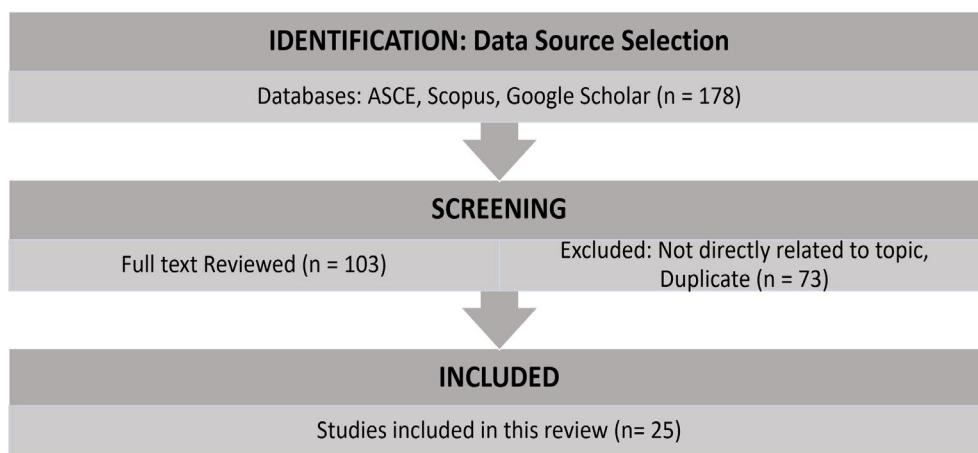 IDENTIFICATION: Data Source Selection
Databases: ASCE, Scopus, Google Scholar (n = 178)
SCREENING
Full text Reviewed (n = 103)
Excluded: Not directly related to topic,
Duplicate (n = 73)
INCLUDED
Studies included in this review (n= 25)